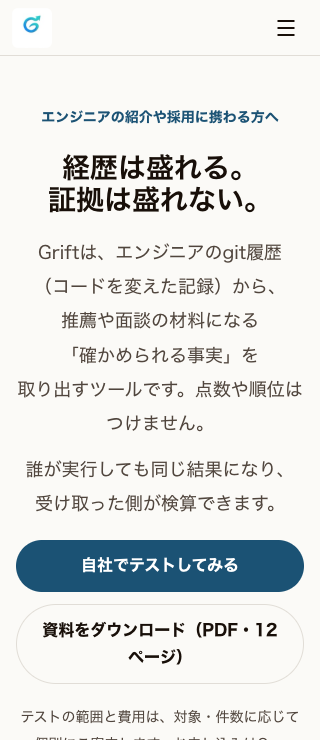 エンジニアの紹介や採用に携わる方へ
経歴は盛れる。
証拠は盛れない。
Griftは、エンジニアのgit履歴
（コードを変えた記録）から、
推薦や面談の材料になる
「確かめられる事実」を
取り出すツールです。点数や順位は
つけません。
誰が実行しても同じ結果になり、
受け取った側が検算できます。
自社でテストしてみる
資料をダウンロード（PDF・12
ページ）
テストの範囲と費用は、対象・件数に応じて